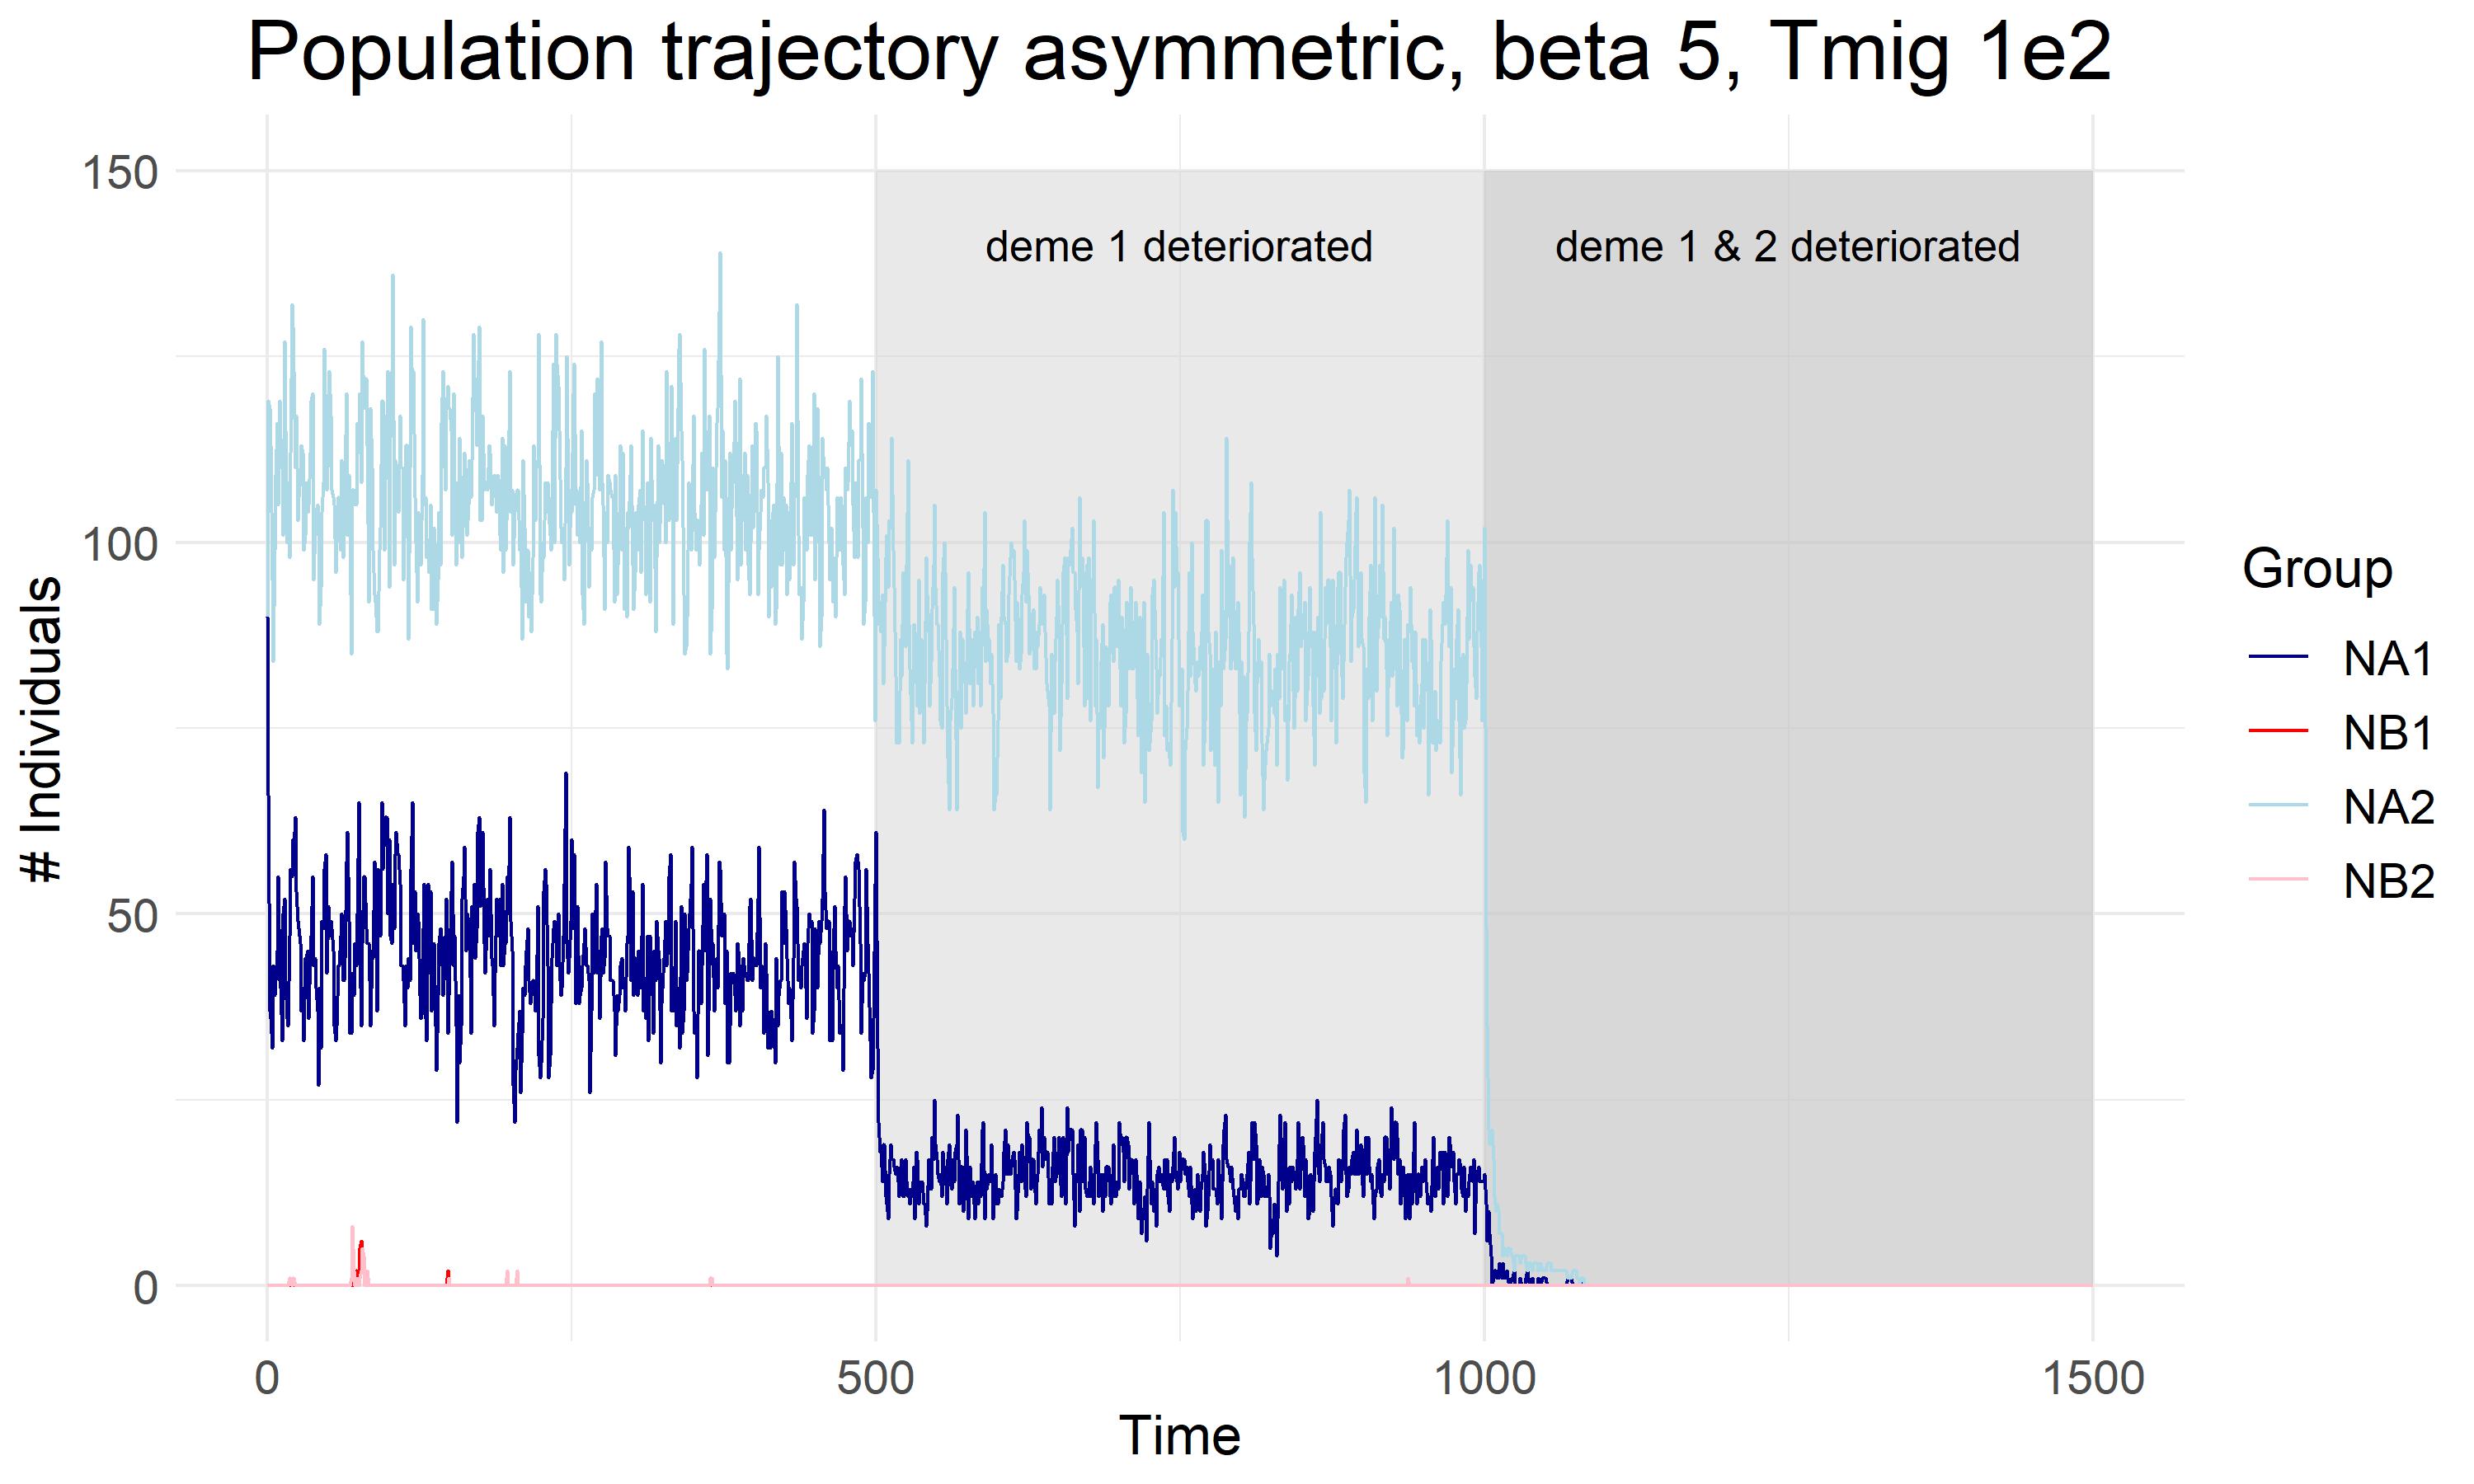 Population trajectory asymmetric, beta 5, Tmig 1e2
150
100
50
0
# Individuals
deme 1 deteriorated
deme 1 & 2 deteriorated
0
500
1000
1500
Time
Group
NA1
NB1
NA2
NB2